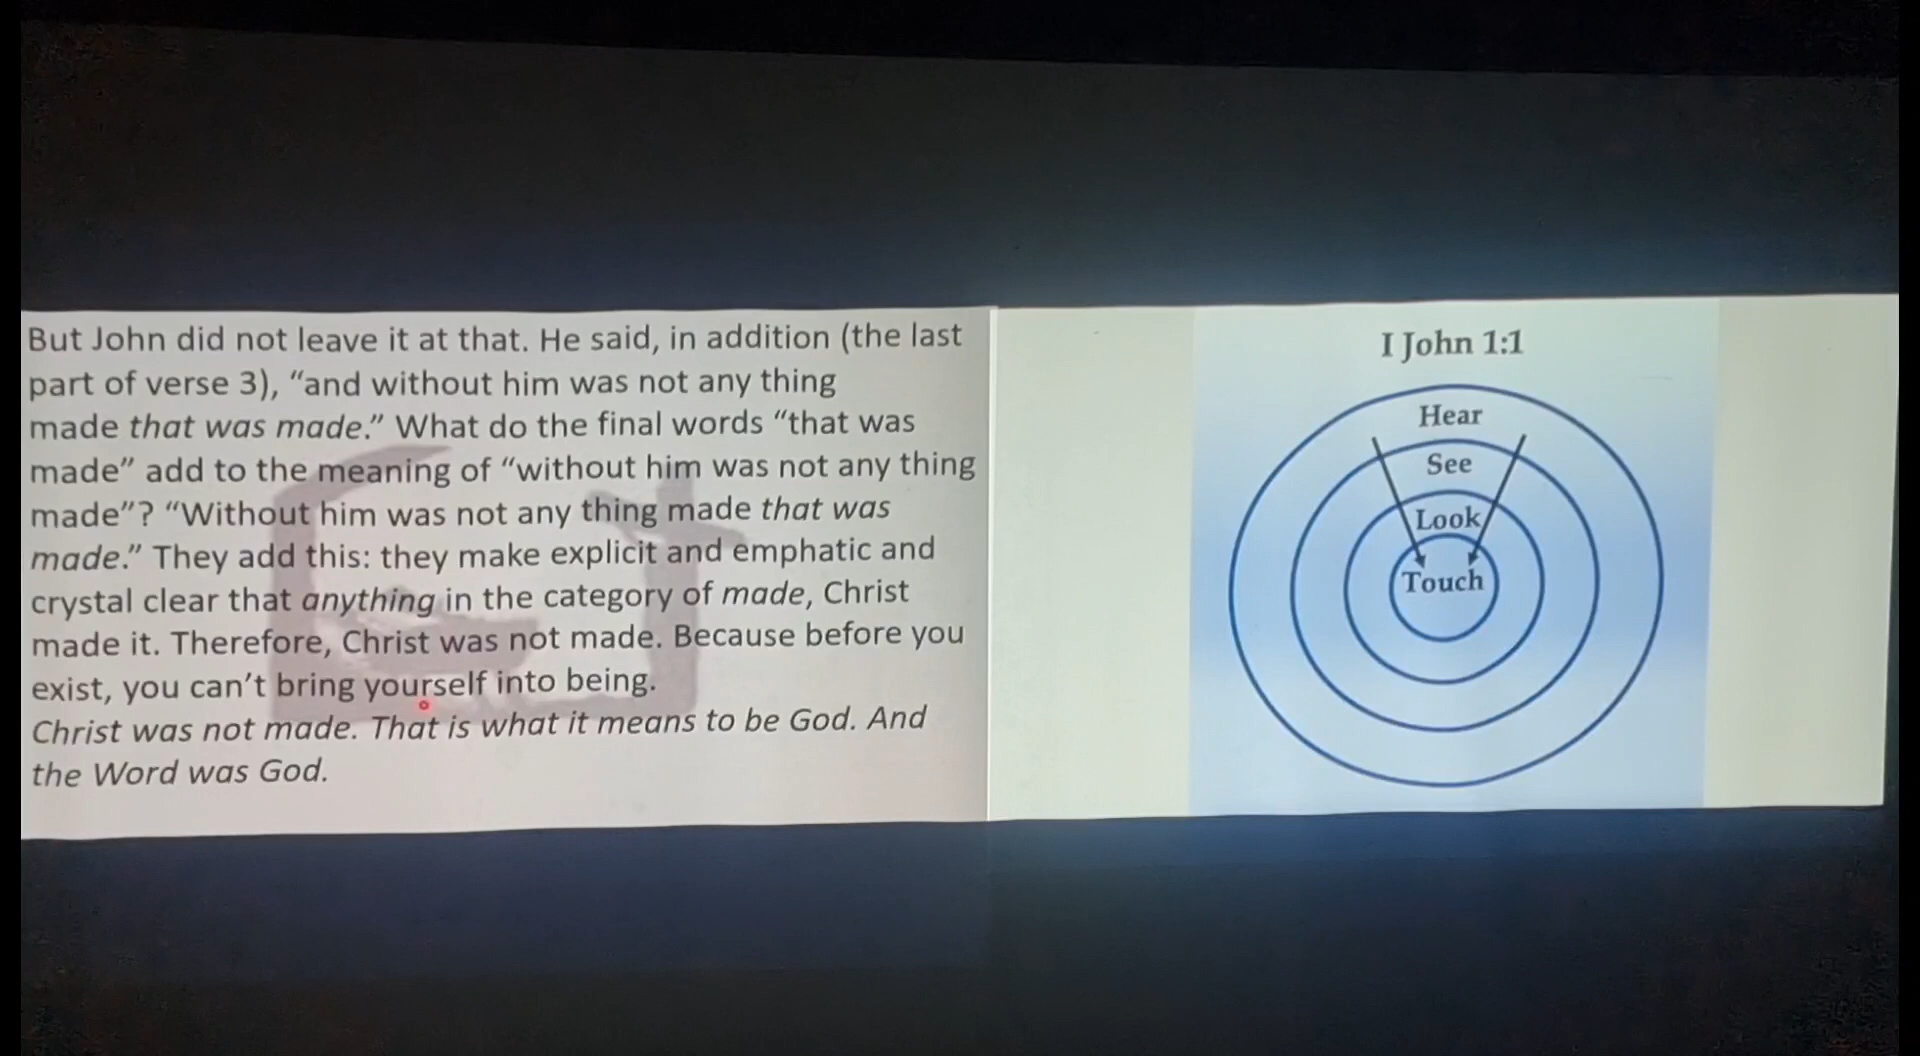 But John did not leave it at that. He said, in addition (the last
part of verse 3), “and without him was not any thing
made that was made.” What do the final words “that was
made” add to the meaning of “without him was not any thing
made”? “Without him was not any thing made that was
made.” They add this: they make explicit and emphatic and
crystal clear that anything in the category of made, Christ
made it. Therefore, Christ was not made. Because before you
exist, you can’t bring yourself into being.
Christ was not made. That is what it means to be God. And
the Word was God.
I John 1:1
Hear
See
Look
Touch